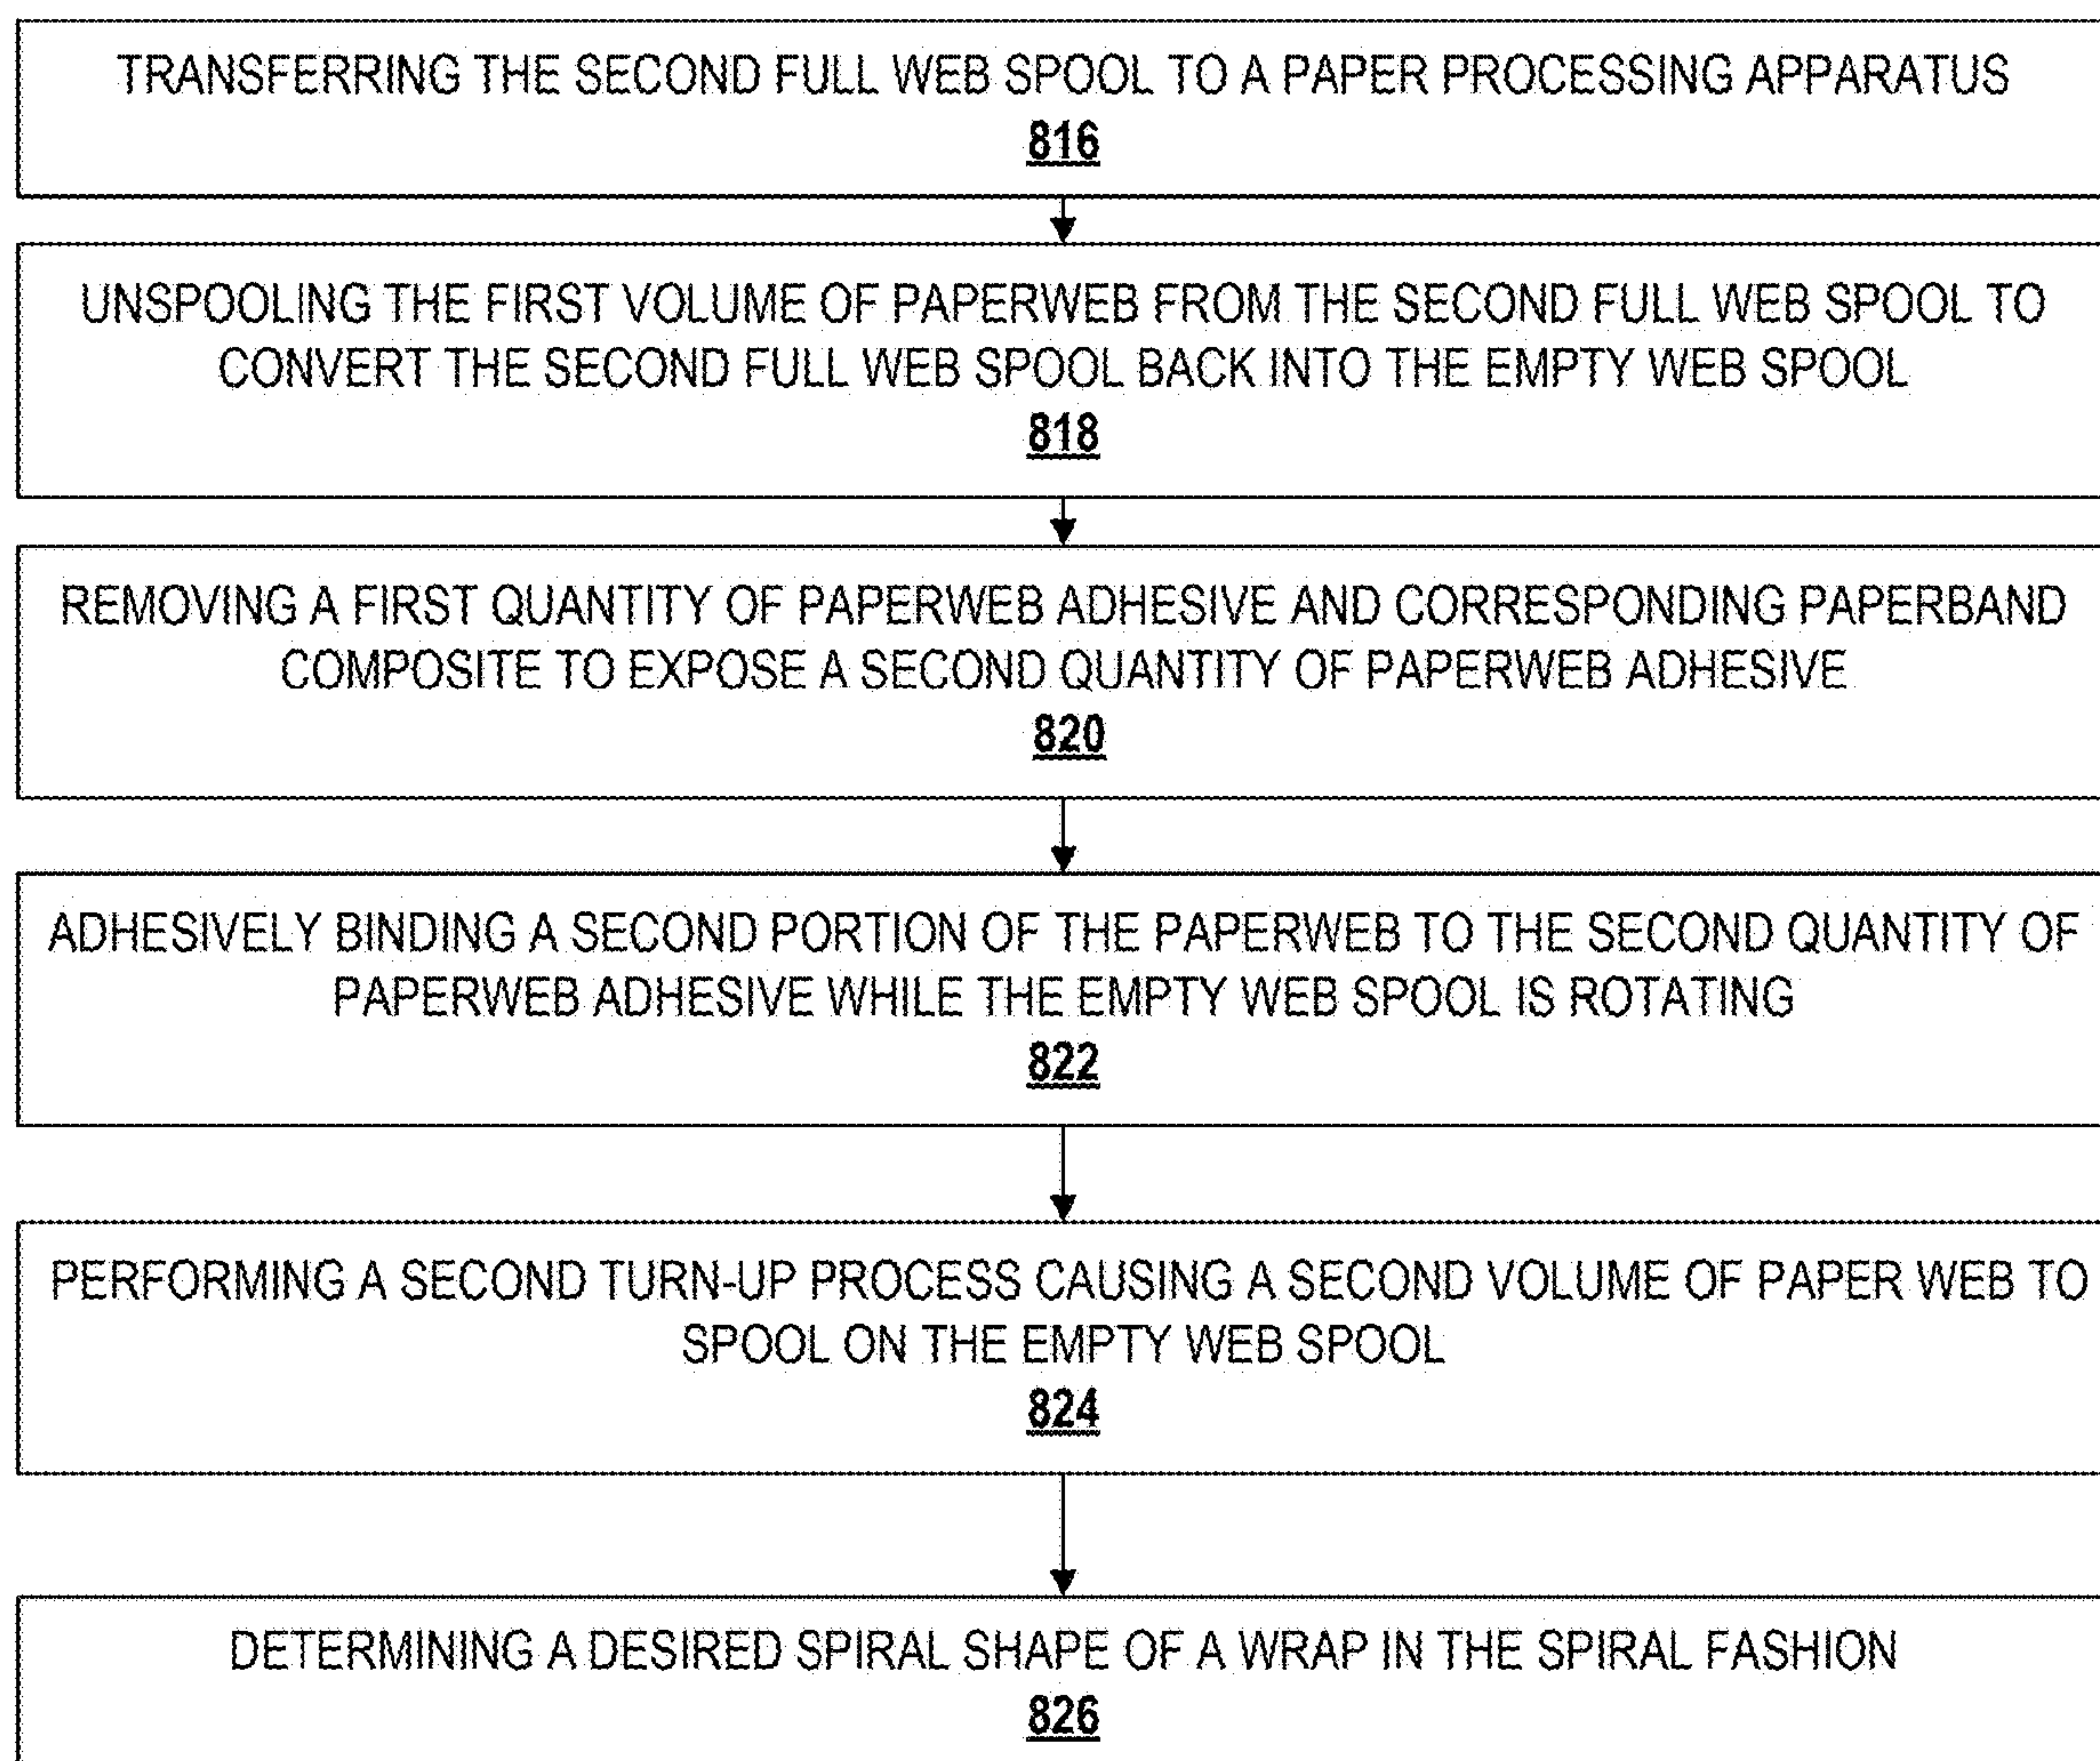 TRANSFERRING THE SECOND FULL WEB SPOOL TO A PAPER PROCESSING APPARATUS
816
UNSPOOLING THE FIRST VOLUME OF PAPERWEB FROM THE SECOND FULL WEB SPOOL TO
CONVERT THE SECOND FULL WEB SPOOL BACK INTO THE EMPTY WEB SPOOL
818
REMOVING A FIRST QUANTITY OF PAPERWEB ADHESIVE AND CORRESPONDING PAPERBAND
COMPOSITE TO EXPOSE A SECOND QUANTITY OF PAPERWEB ADHESIVE
820
ADHESIVELY BINDING A SECOND PORTION OF THE PAPERWEB TO THE SECOND QUANTITY OF
PAPERWEB ADHESIVE WHILE THE EMPTY WEB SPOOL IS ROTATING
822
PERFORMING A SECOND TURN-UP PROCESS CAUSING A SECOND VOLUME OF PAPER WEB TO
SPOOL ON THE EMPTY WEB SPOOL
824
DETERMINING A DESIRED SPIRAL SHAPE OF A WRAP IN THE SPIRAL FASHION
826